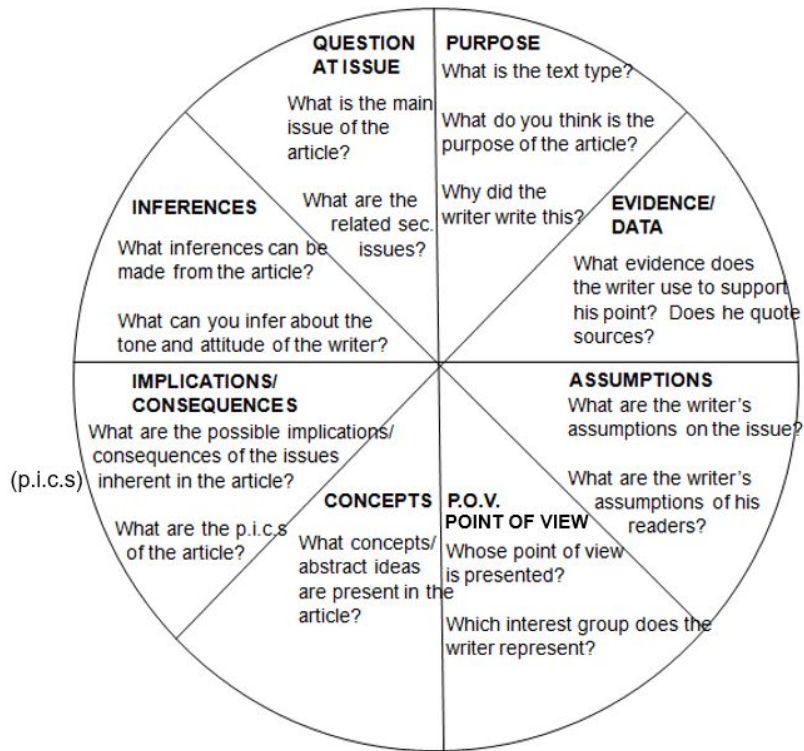 QUESTION
AT ISSUE
What is the main
issue of the
article?
What are the
related sec.
issues?
PURPOSE
What is the text type?
What do you think is the
purpose of the article?
Why did the
writer write this?
EVIDENCE/
DATA
What evidence does
the writer use to support
his point? Does he quote
sources?
ASSUMPTIONS
What are the writer's
assumptions on the issue?
What are the writer's
assumptions of his
readers?
P.O.V.
POINT OF VIEW
Whose point of view
is presented?
Which interest group does the
writer represent?
CONCEPTS
What concepts/
abstract ideas
are present in the
article?
IMPLICATIONS/
CONSEQUENCES
What are the possible implications/
consequences of the issues
inherent in the article?
(p.i.c.s)
What are the p.i.c.s
of the article?
INFERENCES
What inferences can be
made from the article?
What can you infer about the
tone and attitude of the writer?